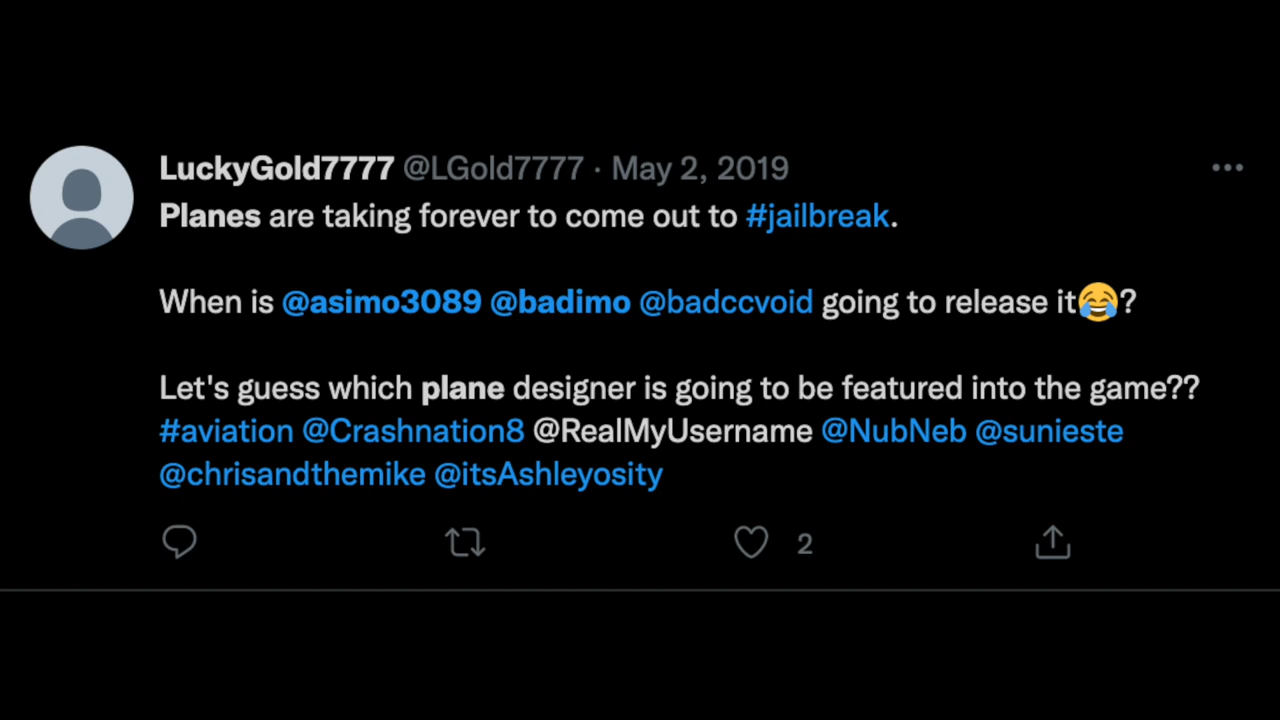 LuckyGold7777 @LGold7777 · May 2, 2019
Planes are taking forever to come out to #jailbreak.
When is @asimo3089 @badimo @badccvoid going to release it😂?
Let's guess which plane designer is going to be featured into the game??
#aviation @Crashnation8 @RealMyUsername @NubNeb @sunieste
@chrisandthemike @itsAshleyosity
2